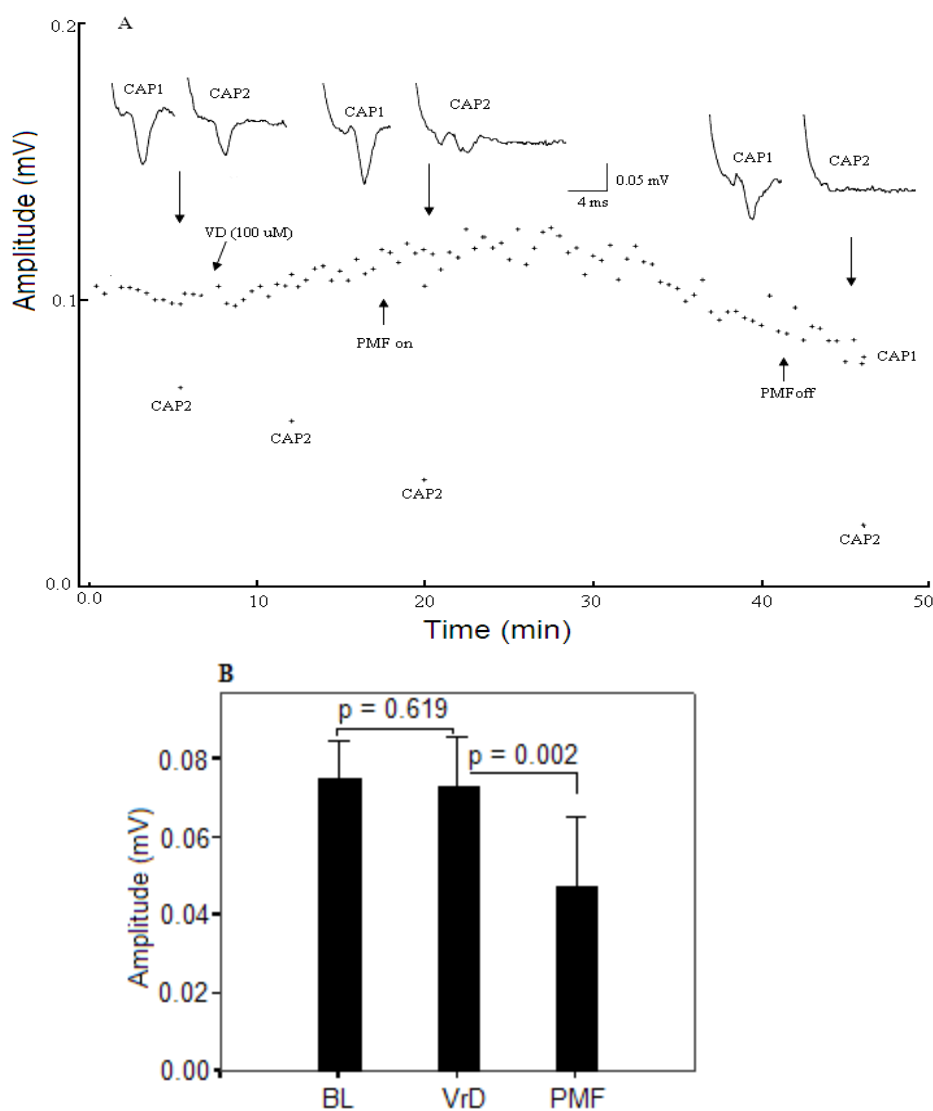 A
0.2
CAP1
CAP2
CAP1
CAP2
CAP1
CAP2
0.05 mV
4 ms
VD (100 uM)
Amplitude (mV)
0.1
PMF on
PMFoff
CAP1
CAP2
CAP2
CAP2
CAP2
0.0
0.0 10 20 30 40 50
Time (min)
B
p = 0.619
p = 0.002
0.08
0.06
0.04
0.02
0.00
Amplitude (mV)
BL VrD PMF